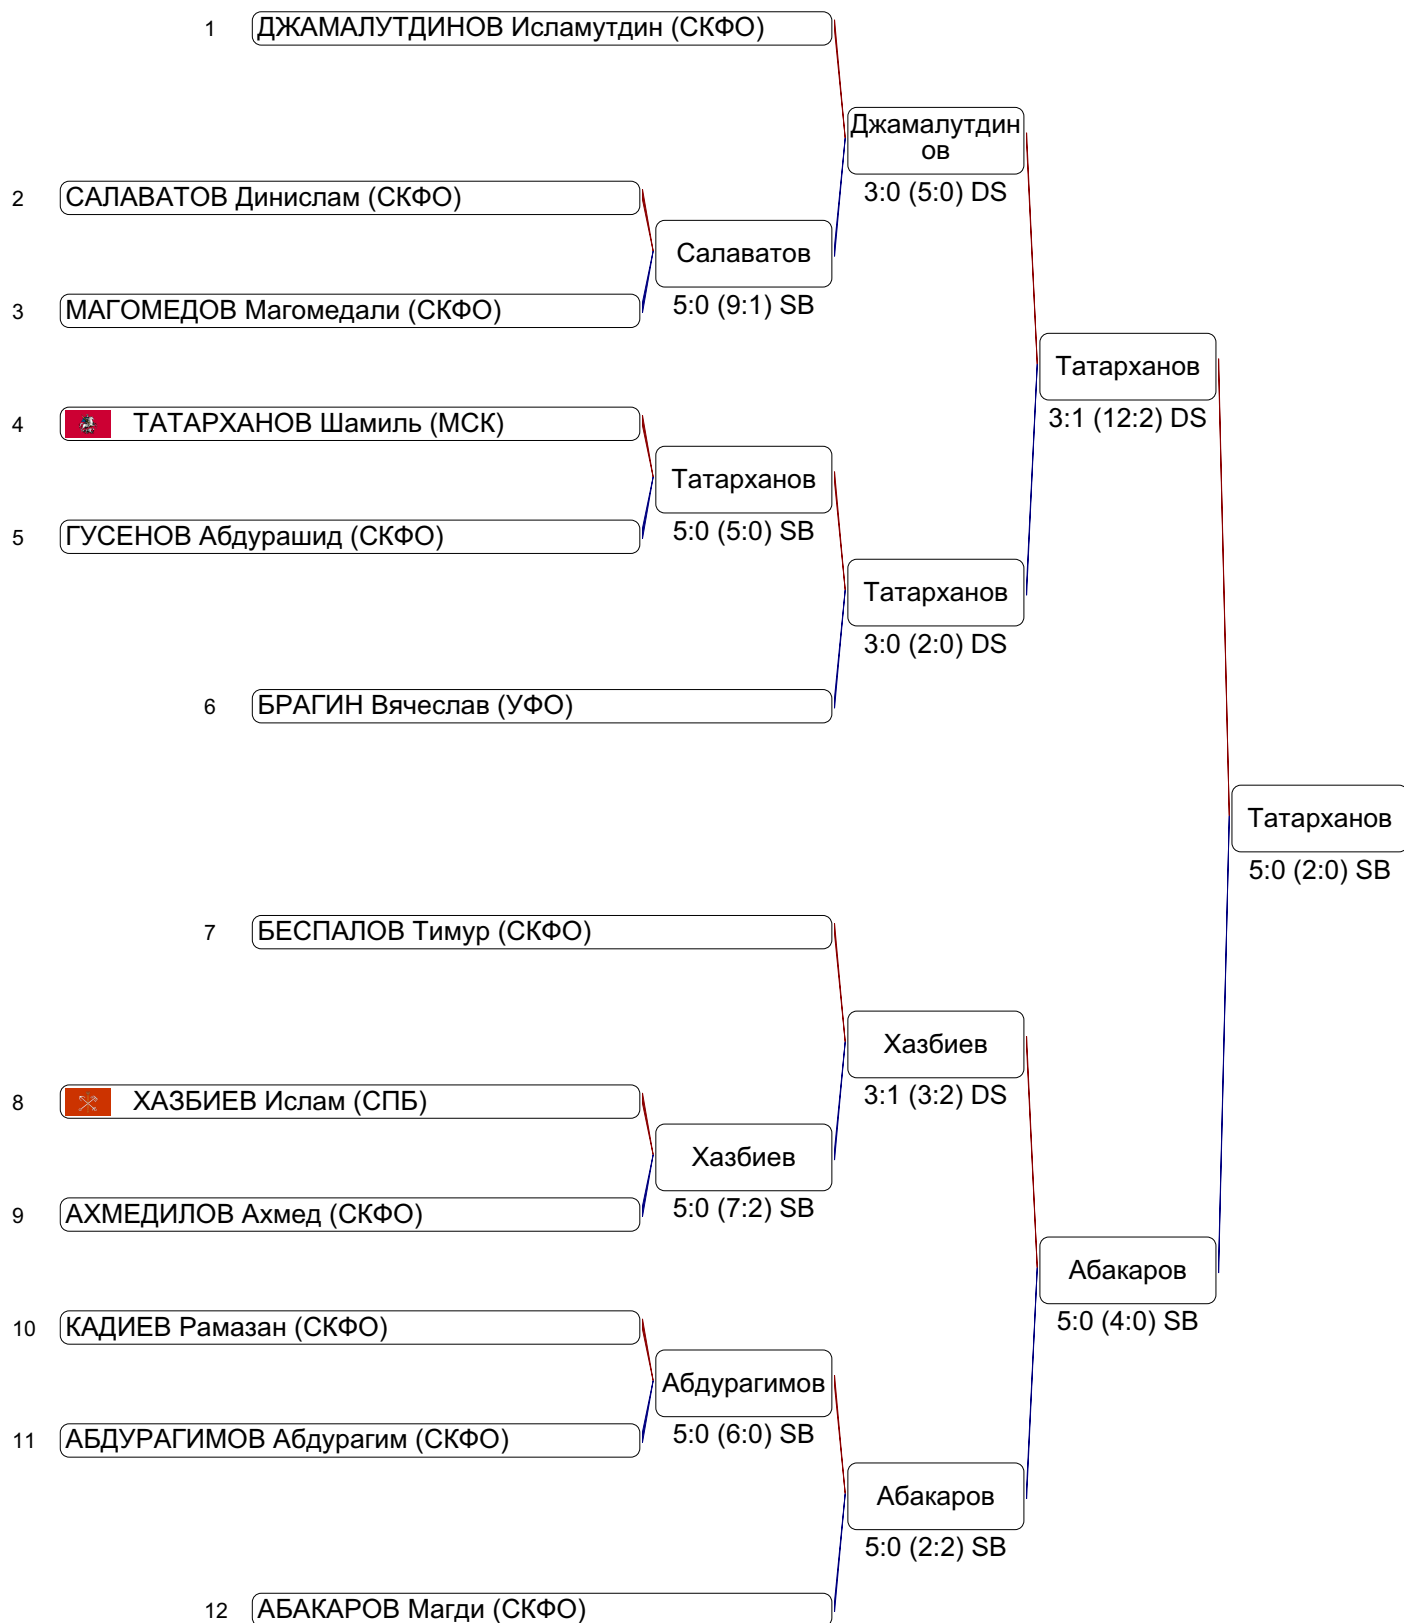 1 ДЖАМАЛУТДИНОВ Исламутдин (СКФО)
Джамалутдин
ов
3:0 (5:0) DS
2 САЛАВАТОВ Динислам (СКФО)
Салаватов
5:0 (9:1) SB
3 МАГОМЕДОВ Магомедали (СКФО)
Татарханов
3:1 (12:2) DS
4 ТАТАРХАНОВ Шамиль (МСК)
Татарханов
5:0 (5:0) SB
5 ГУСЕНОВ Абдурашид (СКФО)
Татарханов
3:0 (2:0) DS
6 БРАГИН Вячеслав (УФО)
Татарханов
5:0 (2:0) SB
7 БЕСПАЛОВ Тимур (СКФО)
Хазбиев
3:1 (3:2) DS
8 ХАЗБИЕВ Ислам (СПБ)
Хазбиев
5:0 (7:2) SB
9 АХМЕДИЛОВ Ахмед (СКФО)
Абакаров
5:0 (4:0) SB
10 КАДИЕВ Рамазан (СКФО)
Абдурагимов
5:0 (6:0) SB
11 АБДУРАГИМОВ Абдурагим (СКФО)
Абакаров
5:0 (2:2) SB
12 АБАКАРОВ Магди (СКФО)